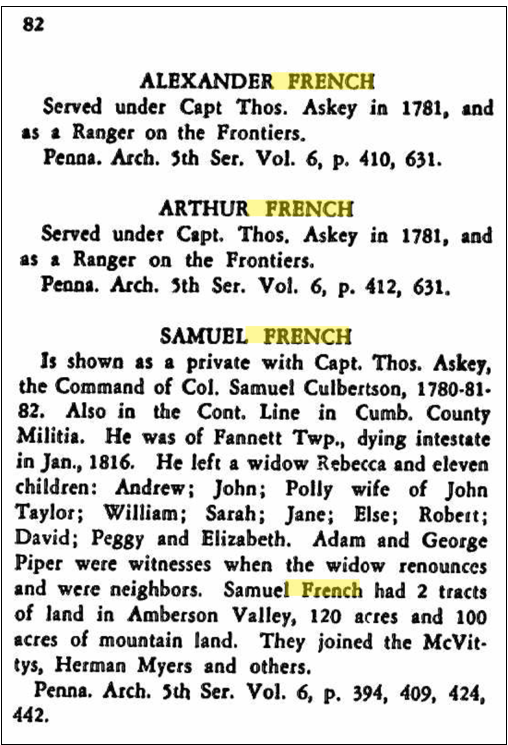 82
ALEXANDER FRENCH
Served under Capt Thos. Askey in 1781, and
as a Ranger on the Frontiers.
Penna. Arch. 5th Ser. Vol. 6, p. 410, 631.
ARTHUR FRENCH
Served under Capt. Thos. Askey in 1781, and
as a Ranger on the Frontiers.
Penna. Arch. 5th Ser. Vol. 6, p. 412, 631.
SAMUEL FRENCH
Is shown as a private with Capt. Thos. Askey,
the Command of Col. Samuel Culbertson, 1780-81-
82. Also in the Cont. Line in Cumb. County
Militia. He was of Fannett Twp., dying intestate
in Jan., 1816. He left a widow Rebecca and eleven
children: Andrew; John; Polly wife of John
Taylor; William; Sarah; Jane; Else; Robert;
David; Peggy and Elizabeth. Adam and George
Piper were witnesses when the widow renounces
and were neighbors. Samuel French had 2 tracts
of land in Amberson Valley, 120 acres and 100
acres of mountain land. They joined the McVit-
tys, Herman Myers and others.
Penna. Arch. 5th Ser. Vol. 6, p. 394, 409, 424,
442.